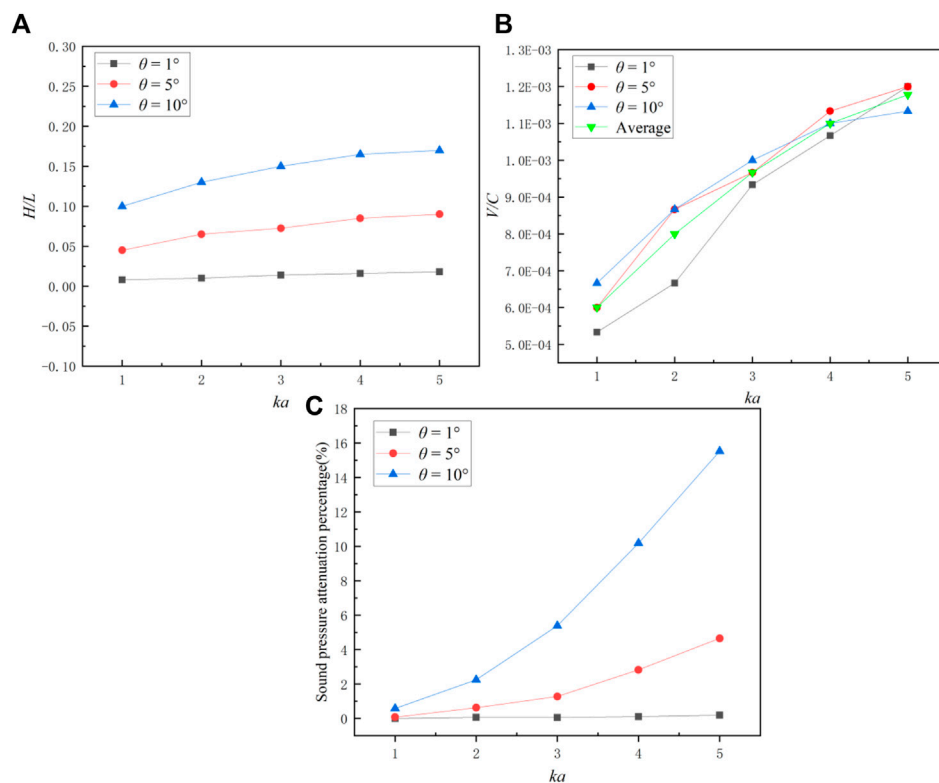 A
0.30
0.25
0.20
0.15
0.10
0.05
0.00
-0.05
-0.10
H/L
θ = 1°
θ = 5°
θ = 10°
1 2 3 4 5
ka
B
1.3E-03
1.2E-03
1.1E-03
1.0E-03
9.0E-04
8.0E-04
7.0E-04
6.0E-04
5.0E-04
V/C
θ = 1°
θ = 5°
θ = 10°
Average
1 2 3 4 5
ka
C
18
16
14
12
10
8
6
4
2
0
Sound pressure attenuation percentage(%)
θ = 1°
θ = 5°
θ = 10°
1 2 3 4 5
ka